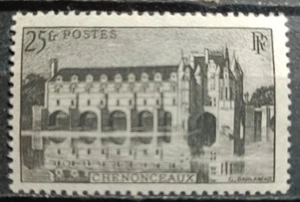 25F POSTES RF
CHENONCEAUX